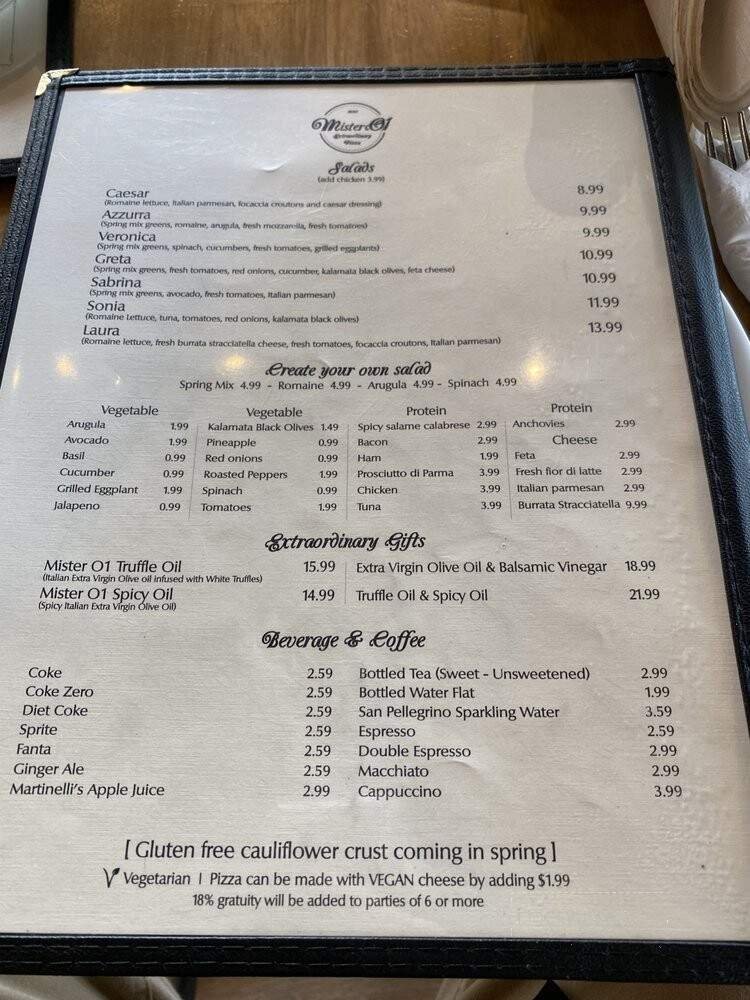 Mister O1
Extraordinary
Pizza
Salads
(add chicken 3.99)
Caesar 8.99
(Romaine lettuce, Italian parmesan, focaccia croutons and caesar dressing)
Azzurra 9.99
(Spring mix greens, romaine, arugula, fresh mozzarella, fresh tomatoes)
Veronica 9.99
(Spring mix greens, spinach, cucumbers, fresh tomatoes, grilled eggplants)
Greta 10.99
(Spring mix greens, fresh tomatoes, red onions, cucumber, kalamata black olives, feta cheese)
Sabrina 10.99
(Spring mix greens, avocado, fresh tomatoes, Italian parmesan)
Sonia 11.99
(Romaine Lettuce, tuna, tomatoes, red onions, kalamata black olives)
Laura 13.99
(Romaine lettuce, fresh burrata stracciatella cheese, fresh tomatoes, focaccia croutons, Italian parmesan)
Create your own salad
Spring Mix 4.99 - Romaine 4.99 - Arugula 4.99 - Spinach 4.99
Vegetable
Arugula 1.99
Avocado 1.99
Basil 0.99
Cucumber 0.99
Grilled Eggplant 1.99
Jalapeno 0.99
Vegetable
Kalamata Black Olives 1.49
Pineapple 0.99
Red onions 0.99
Roasted Peppers 1.99
Spinach 0.99
Tomatoes 1.99
Protein
Spicy salame calabrese 2.99
Bacon 2.99
Ham 1.99
Prosciutto di Parma 3.99
Chicken 3.99
Tuna 3.99
Protein
Anchovies 2.99
Cheese
Feta 2.99
Fresh fior di latte 2.99
Italian parmesan 2.99
Burrata Stracciatella 9.99
Extraordinary Gifts
Mister O1 Truffle Oil 15.99
(Italian Extra Virgin Olive oil infused with White Truffles)
Mister O1 Spicy Oil 14.99
(Spicy Italian Extra Virgin Olive Oil)
Extra Virgin Olive Oil & Balsamic Vinegar 18.99
Truffle Oil & Spicy Oil 21.99
Beverage & Coffee
Coke 2.59
Coke Zero 2.59
Diet Coke 2.59
Sprite 2.59
Fanta 2.59
Ginger Ale 2.59
Martinelli's Apple Juice 2.99
Bottled Tea (Sweet - Unsweetened) 2.99
Bottled Water Flat 1.99
San Pellegrino Sparkling Water 3.59
Espresso 2.59
Double Espresso 2.99
Macchiato 2.99
Cappuccino 3.99
[ Gluten free cauliflower crust coming in spring ]
V Vegetarian | Pizza can be made with VEGAN cheese by adding $1.99
18% gratuity will be added to parties of 6 or more